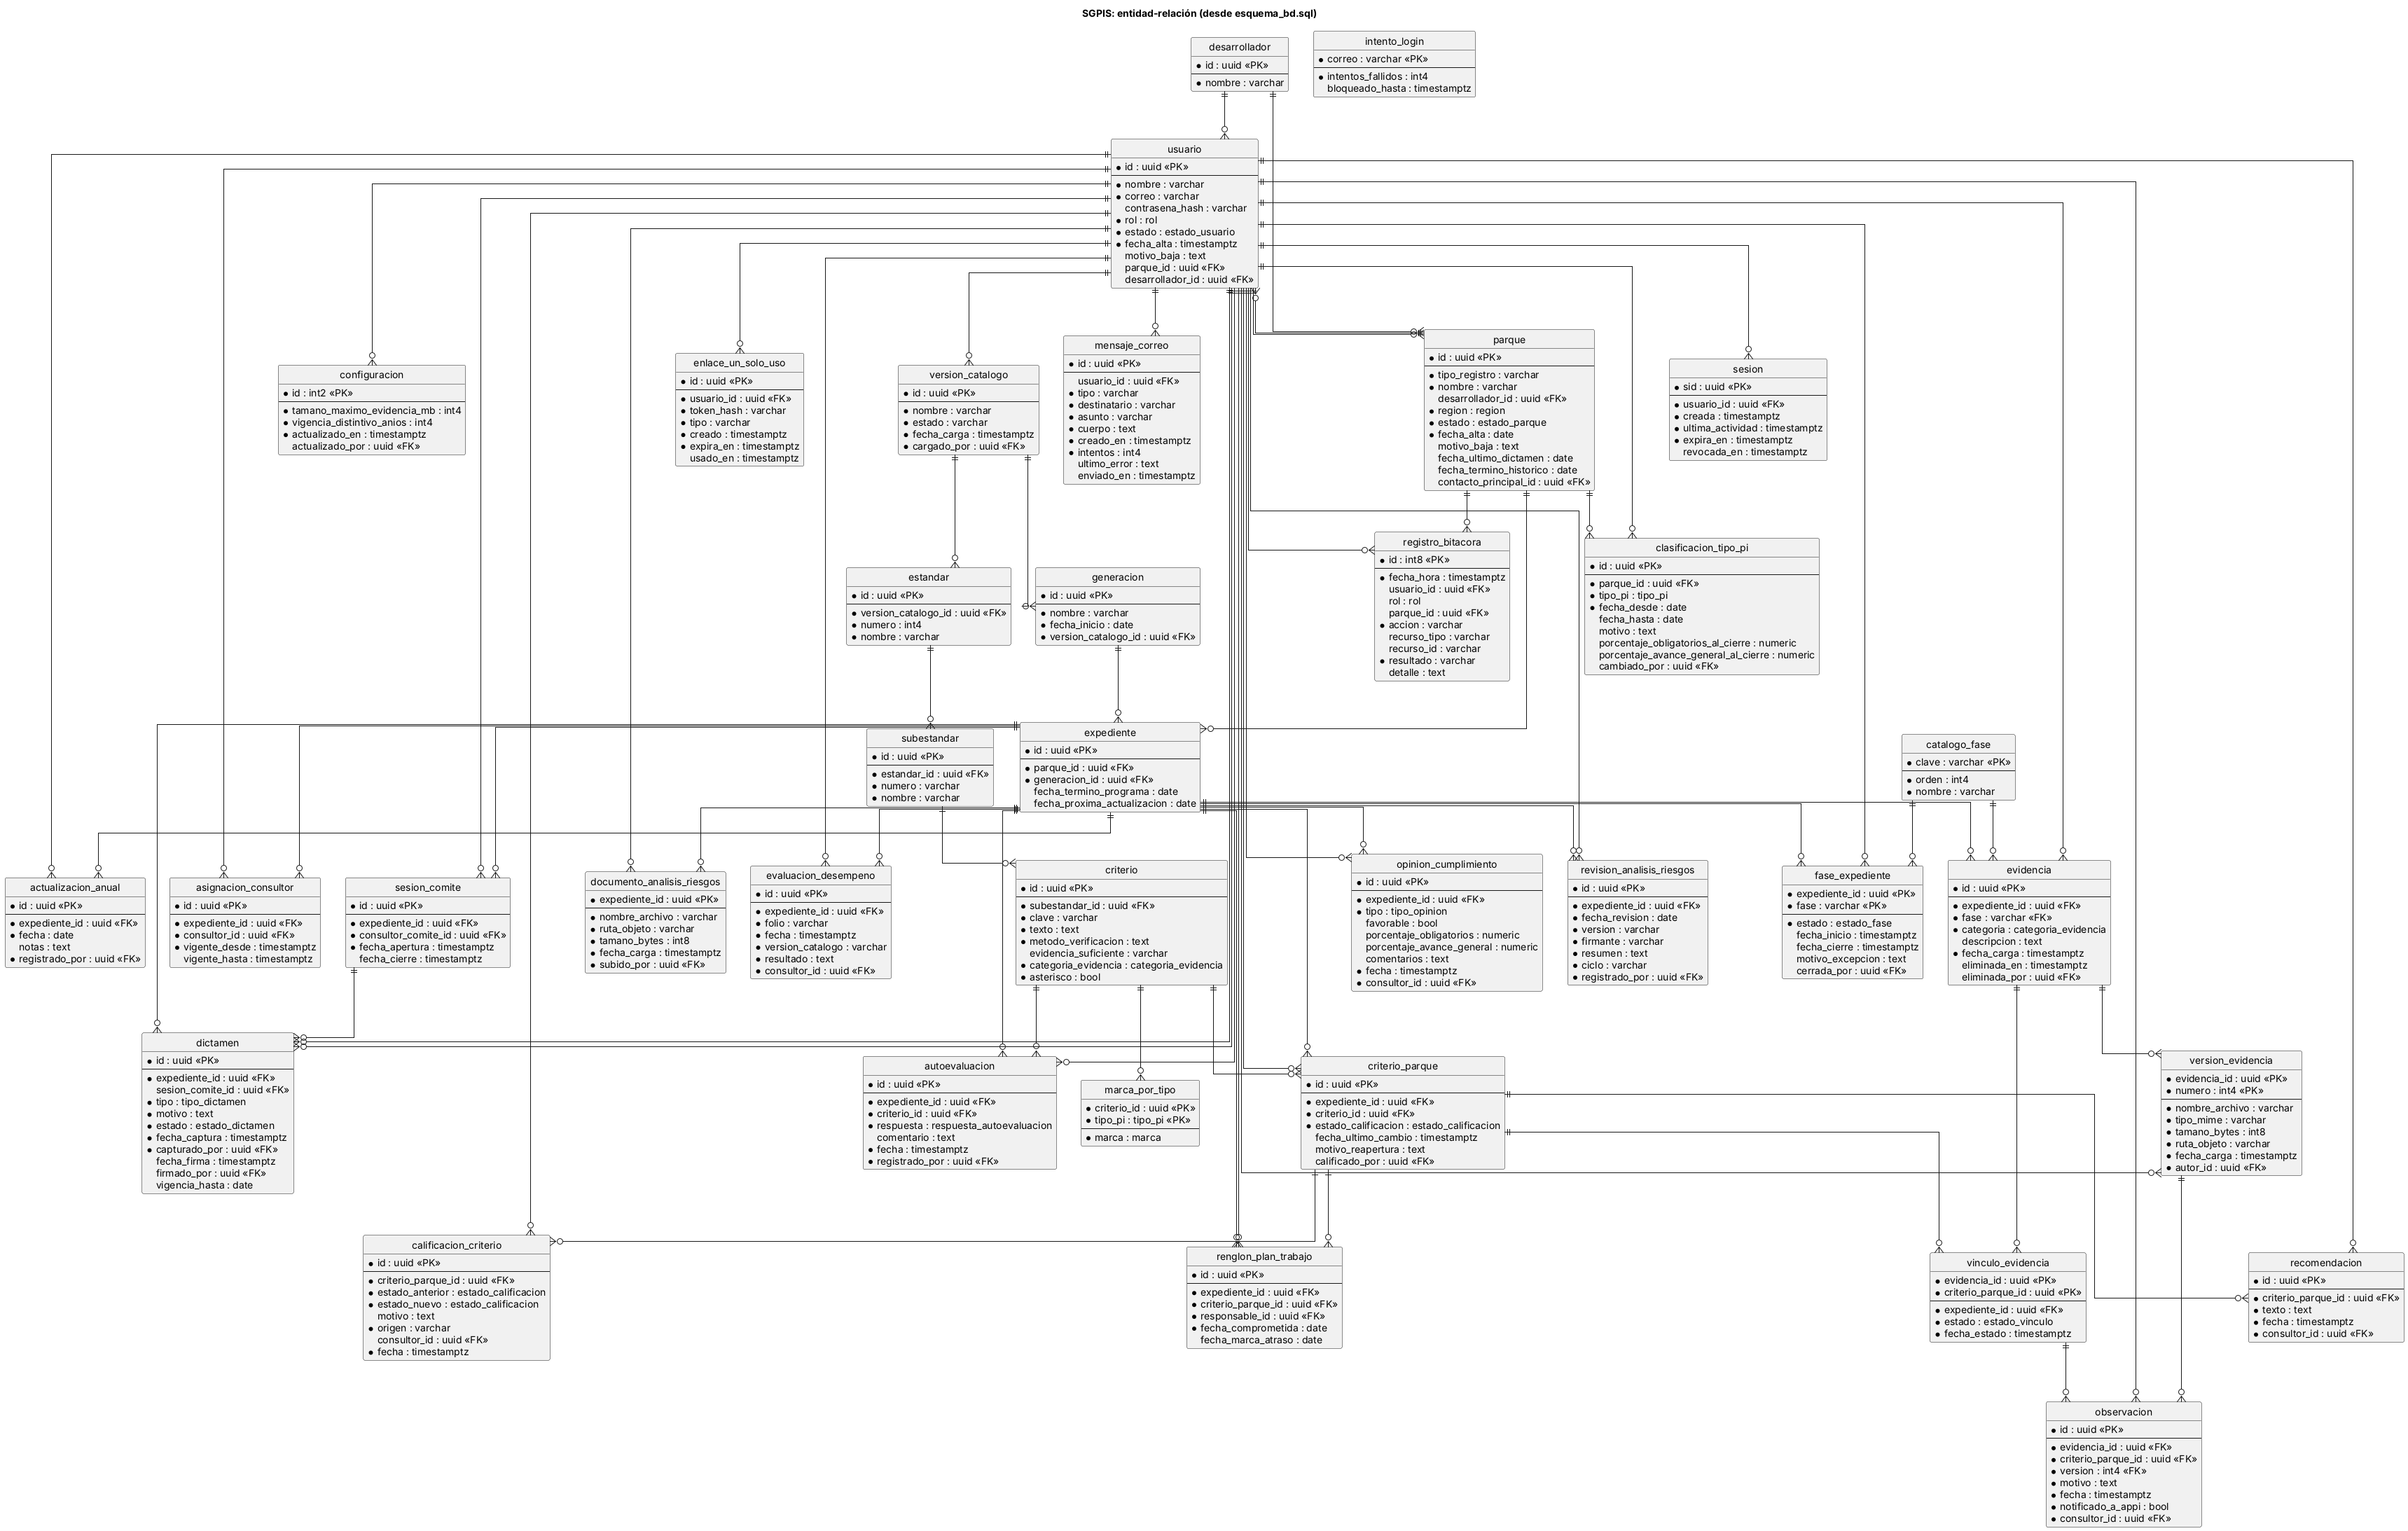 SGPIS: entidad-relación (desde esquema_bd.sql)
desarrollador
id : uuid «PK»
nombre : varchar
intento_login
correo : varchar «PK»
intentos_fallidos : int4
bloqueado_hasta : timestamptz
usuario
id : uuid «PK»
nombre : varchar
correo : varchar
contrasena_hash : varchar
rol : rol
estado : estado_usuario
fecha_alta : timestamptz
motivo_baja : text
parque_id : uuid «FK»
desarrollador_id : uuid «FK»
configuracion
id : int2 «PK»
tamano_maximo_evidencia_mb : int4
vigencia_distintivo_anios : int4
actualizado_en : timestamptz
actualizado_por : uuid «FK»
enlace_un_solo_uso
id : uuid «PK»
usuario_id : uuid «FK»
token_hash : varchar
tipo : varchar
creado : timestamptz
expira_en : timestamptz
usado_en : timestamptz
version_catalogo
id : uuid «PK»
nombre : varchar
estado : varchar
fecha_carga : timestamptz
cargado_por : uuid «FK»
mensaje_correo
id : uuid «PK»
usuario_id : uuid «FK»
tipo : varchar
destinatario : varchar
asunto : varchar
cuerpo : text
creado_en : timestamptz
intentos : int4
ultimo_error : text
enviado_en : timestamptz
parque
id : uuid «PK»
tipo_registro : varchar
nombre : varchar
desarrollador_id : uuid «FK»
region : region
estado : estado_parque
fecha_alta : date
motivo_baja : text
fecha_ultimo_dictamen : date
fecha_termino_historico : date
contacto_principal_id : uuid «FK»
sesion
sid : uuid «PK»
usuario_id : uuid «FK»
creada : timestamptz
ultima_actividad : timestamptz
expira_en : timestamptz
revocada_en : timestamptz
estandar
id : uuid «PK»
version_catalogo_id : uuid «FK»
numero : int4
nombre : varchar
generacion
id : uuid «PK»
nombre : varchar
fecha_inicio : date
version_catalogo_id : uuid «FK»
registro_bitacora
id : int8 «PK»
fecha_hora : timestamptz
usuario_id : uuid «FK»
rol : rol
parque_id : uuid «FK»
accion : varchar
recurso_tipo : varchar
recurso_id : varchar
resultado : varchar
detalle : text
clasificacion_tipo_pi
id : uuid «PK»
parque_id : uuid «FK»
tipo_pi : tipo_pi
fecha_desde : date
fecha_hasta : date
motivo : text
porcentaje_obligatorios_al_cierre : numeric
porcentaje_avance_general_al_cierre : numeric
cambiado_por : uuid «FK»
subestandar
id : uuid «PK»
estandar_id : uuid «FK»
numero : varchar
nombre : varchar
expediente
id : uuid «PK»
parque_id : uuid «FK»
generacion_id : uuid «FK»
fecha_termino_programa : date
fecha_proxima_actualizacion : date
catalogo_fase
clave : varchar «PK»
orden : int4
nombre : varchar
actualizacion_anual
id : uuid «PK»
expediente_id : uuid «FK»
fecha : date
notas : text
registrado_por : uuid «FK»
asignacion_consultor
id : uuid «PK»
expediente_id : uuid «FK»
consultor_id : uuid «FK»
vigente_desde : timestamptz
vigente_hasta : timestamptz
sesion_comite
id : uuid «PK»
expediente_id : uuid «FK»
consultor_comite_id : uuid «FK»
fecha_apertura : timestamptz
fecha_cierre : timestamptz
documento_analisis_riesgos
expediente_id : uuid «PK»
nombre_archivo : varchar
ruta_objeto : varchar
tamano_bytes : int8
fecha_carga : timestamptz
subido_por : uuid «FK»
evaluacion_desempeno
id : uuid «PK»
expediente_id : uuid «FK»
folio : varchar
fecha : timestamptz
version_catalogo : varchar
resultado : text
consultor_id : uuid «FK»
criterio
id : uuid «PK»
subestandar_id : uuid «FK»
clave : varchar
texto : text
metodo_verificacion : text
evidencia_suficiente : varchar
categoria_evidencia : categoria_evidencia
asterisco : bool
opinion_cumplimiento
id : uuid «PK»
expediente_id : uuid «FK»
tipo : tipo_opinion
favorable : bool
porcentaje_obligatorios : numeric
porcentaje_avance_general : numeric
comentarios : text
fecha : timestamptz
consultor_id : uuid «FK»
revision_analisis_riesgos
id : uuid «PK»
expediente_id : uuid «FK»
fecha_revision : date
version : varchar
firmante : varchar
resumen : text
ciclo : varchar
registrado_por : uuid «FK»
fase_expediente
expediente_id : uuid «PK»
fase : varchar «PK»
estado : estado_fase
fecha_inicio : timestamptz
fecha_cierre : timestamptz
motivo_excepcion : text
cerrada_por : uuid «FK»
evidencia
id : uuid «PK»
expediente_id : uuid «FK»
fase : varchar «FK»
categoria : categoria_evidencia
descripcion : text
fecha_carga : timestamptz
eliminada_en : timestamptz
eliminada_por : uuid «FK»
dictamen
id : uuid «PK»
expediente_id : uuid «FK»
sesion_comite_id : uuid «FK»
tipo : tipo_dictamen
motivo : text
estado : estado_dictamen
fecha_captura : timestamptz
capturado_por : uuid «FK»
fecha_firma : timestamptz
firmado_por : uuid «FK»
vigencia_hasta : date
autoevaluacion
id : uuid «PK»
expediente_id : uuid «FK»
criterio_id : uuid «FK»
respuesta : respuesta_autoevaluacion
comentario : text
fecha : timestamptz
registrado_por : uuid «FK»
marca_por_tipo
criterio_id : uuid «PK»
tipo_pi : tipo_pi «PK»
marca : marca
criterio_parque
id : uuid «PK»
expediente_id : uuid «FK»
criterio_id : uuid «FK»
estado_calificacion : estado_calificacion
fecha_ultimo_cambio : timestamptz
motivo_reapertura : text
calificado_por : uuid «FK»
version_evidencia
evidencia_id : uuid «PK»
numero : int4 «PK»
nombre_archivo : varchar
tipo_mime : varchar
tamano_bytes : int8
ruta_objeto : varchar
fecha_carga : timestamptz
autor_id : uuid «FK»
calificacion_criterio
id : uuid «PK»
criterio_parque_id : uuid «FK»
estado_anterior : estado_calificacion
estado_nuevo : estado_calificacion
motivo : text
origen : varchar
consultor_id : uuid «FK»
fecha : timestamptz
renglon_plan_trabajo
id : uuid «PK»
expediente_id : uuid «FK»
criterio_parque_id : uuid «FK»
responsable_id : uuid «FK»
fecha_comprometida : date
fecha_marca_atraso : date
vinculo_evidencia
evidencia_id : uuid «PK»
criterio_parque_id : uuid «PK»
expediente_id : uuid «FK»
estado : estado_vinculo
fecha_estado : timestamptz
recomendacion
id : uuid «PK»
criterio_parque_id : uuid «FK»
texto : text
fecha : timestamptz
consultor_id : uuid «FK»
observacion
id : uuid «PK»
evidencia_id : uuid «FK»
criterio_parque_id : uuid «FK»
version : int4 «FK»
motivo : text
fecha : timestamptz
notificado_a_appi : bool
consultor_id : uuid «FK»